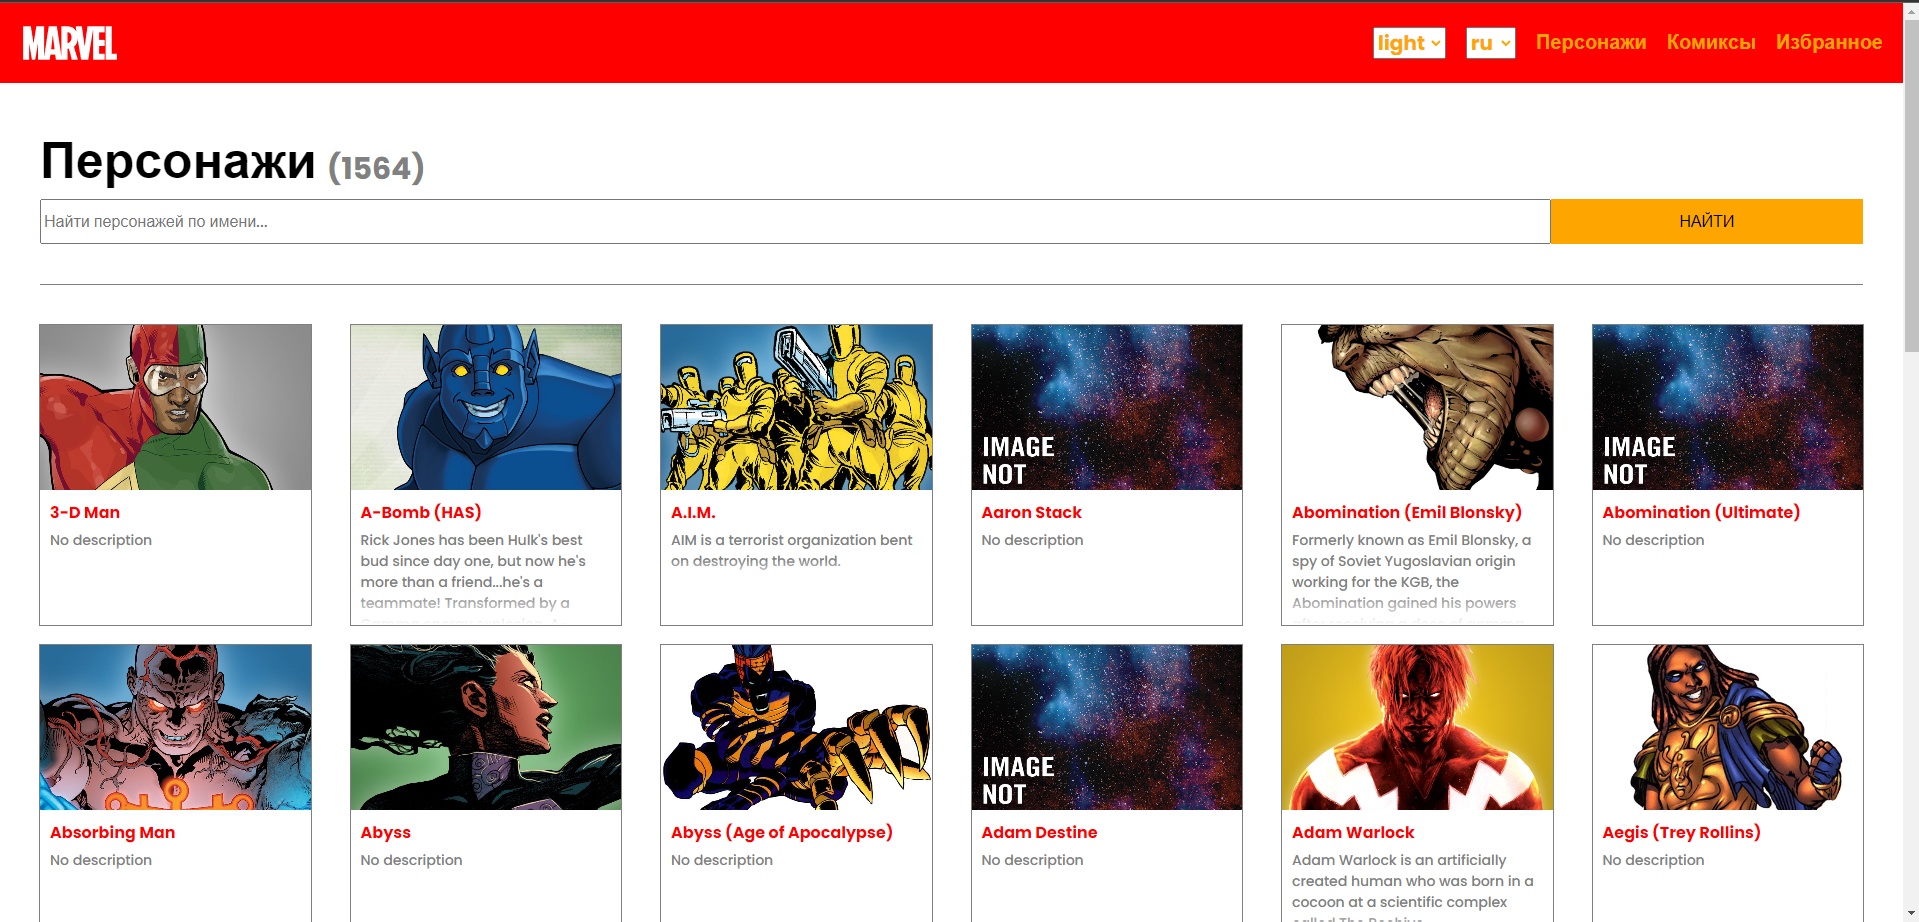 MARVEL
light
ru
Персонажи
Комиксы
Избранное
Персонажи (1564)
Найти персонажей по имени...
НАЙТИ
IMAGE
NOT
IMAGE
NOT
3-D Man
No description
A-Bomb (HAS)
Rick Jones has been Hulk's best
bud since day one, but now he's
more than a friend...he's a
teammate! Transformed by a
A.I.M.
AIM is a terrorist organization bent
on destroying the world.
Aaron Stack
No description
Abomination (Emil Blonsky)
Formerly known as Emil Blonsky, a
spy of Soviet Yugoslavian origin
working for the KGB, the
Abomination gained his powers
Abomination (Ultimate)
No description
IMAGE
NOT
Absorbing Man
No description
Abyss
No description
Abyss (Age of Apocalypse)
No description
Adam Destine
No description
Adam Warlock
Adam Warlock is an artificially
created human who was born in a
cocoon at a scientific complex
Aegis (Trey Rollins)
No description